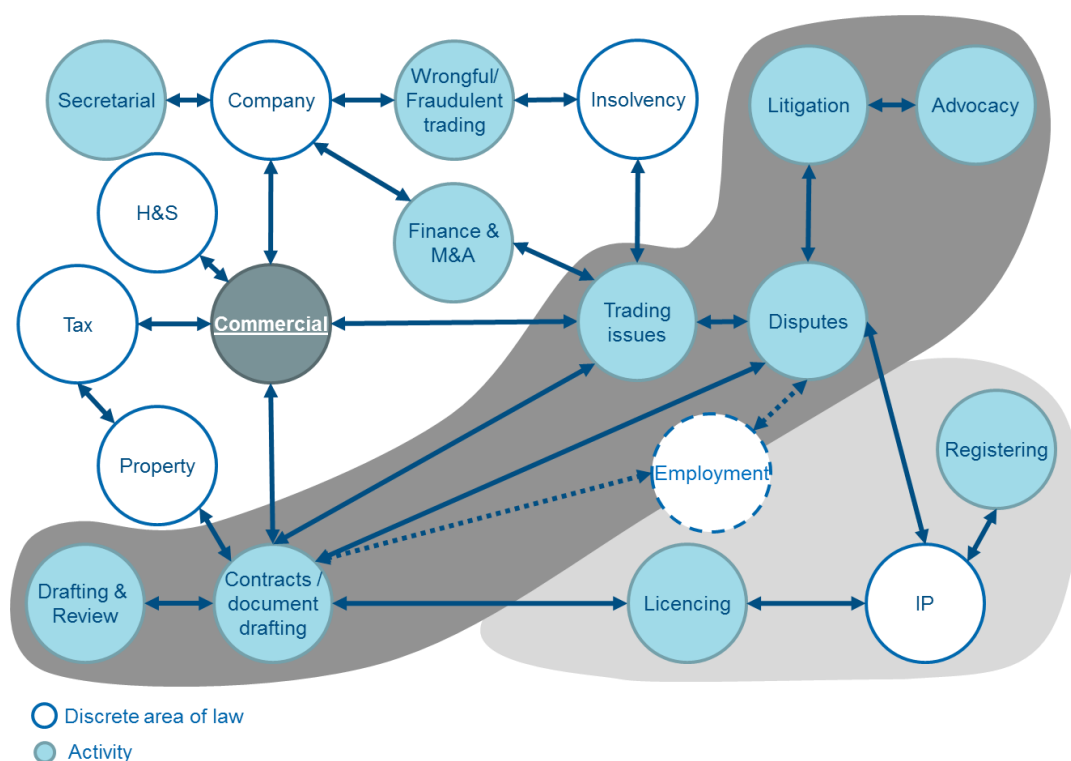 Secretarial
Company
Wrongful/
Fraudulent
trading
Insolvency
Litigation
Advocacy
H&S
Finance &
M&A
Tax
Commercial
Trading
issues
Disputes
Property
Employment
Registering
Drafting &
Review
Contracts /
document
drafting
Licencing
IP
Discrete area of law
Activity